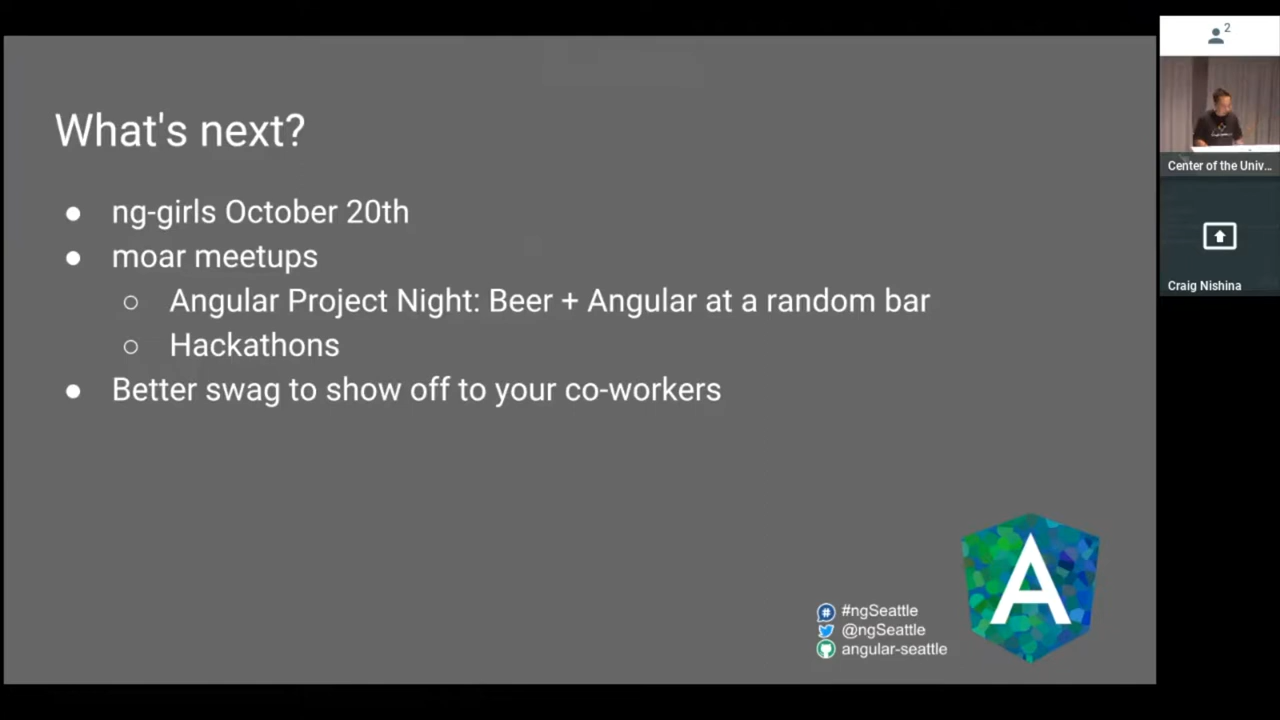 What's next?
● ng-girls October 20th
● moar meetups
○ Angular Project Night: Beer + Angular at a random bar
○ Hackathons
● Better swag to show off to your co-workers
#ngSeattle
@ngSeattle
angular-seattle
A
2
Center of the Univ...
Craig Nishina